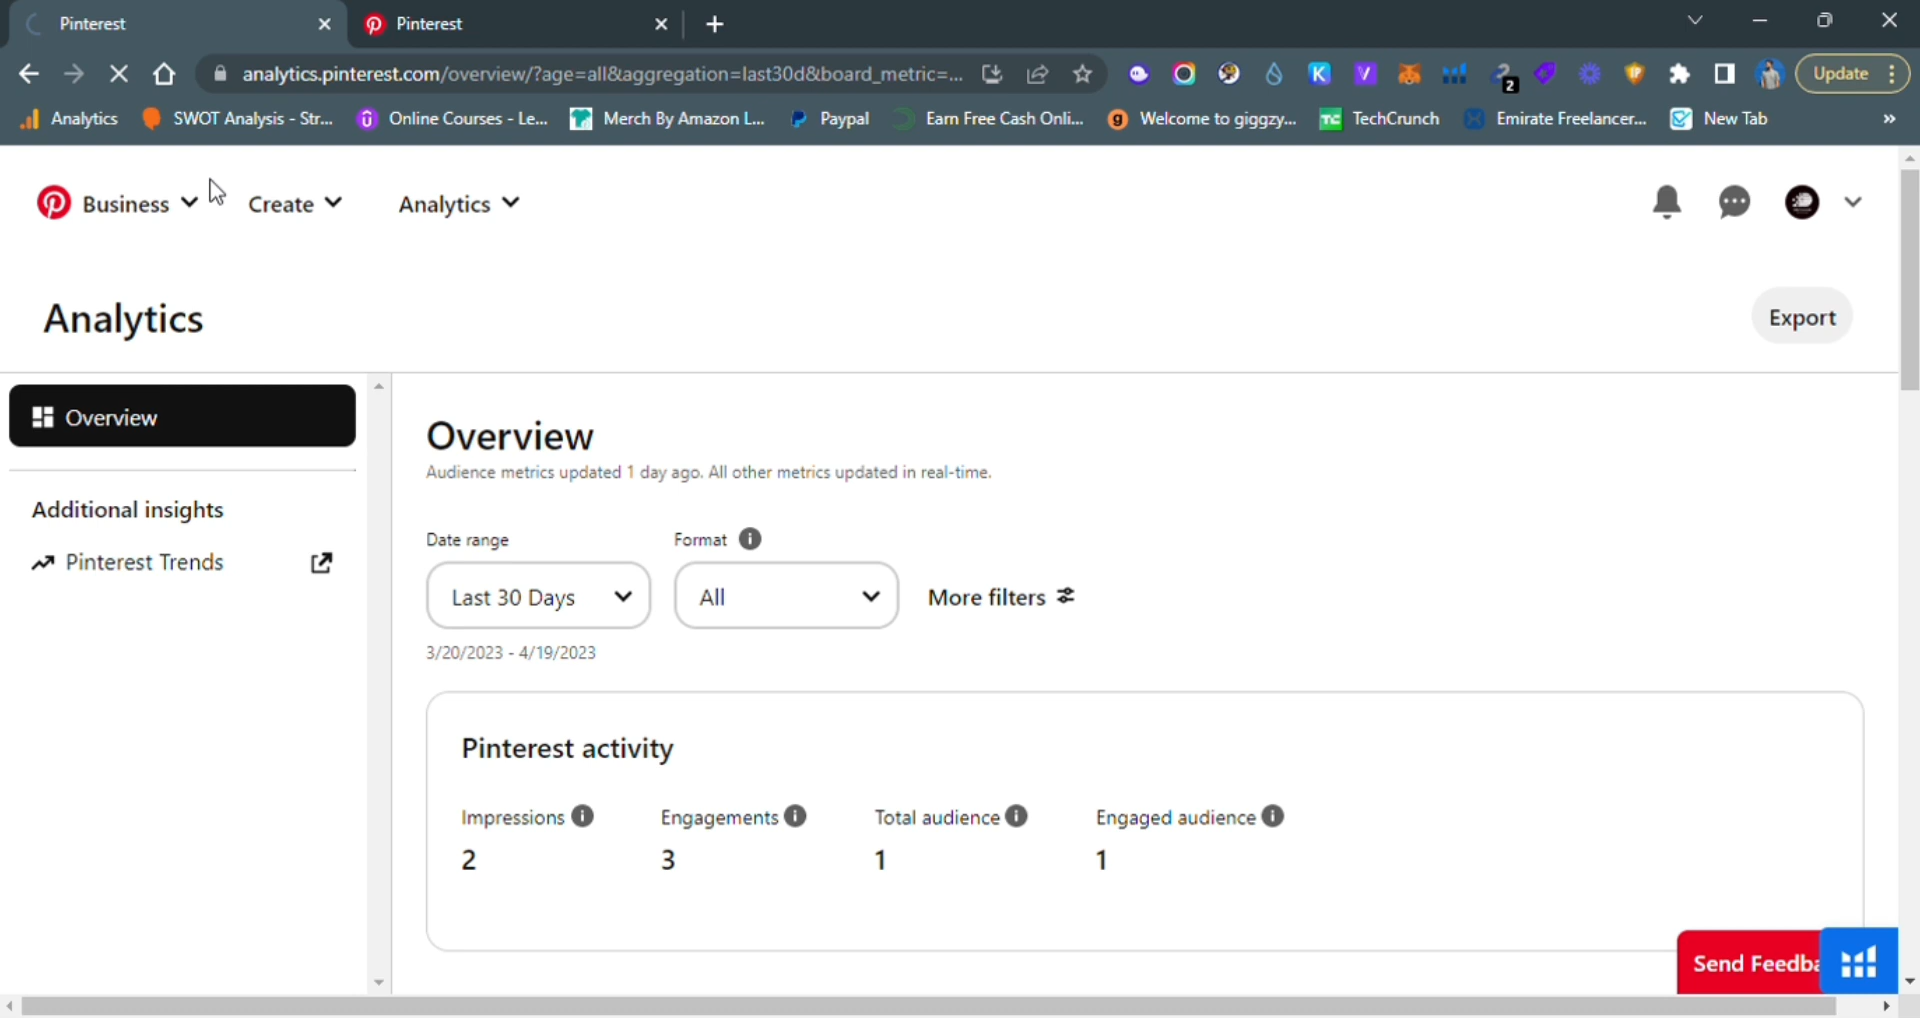 Pinterest
Pinterest
analytics.pinterest.com/overview/?age=all&aggregation=last30d&board_metric=...
K
V
2
Update
Analytics
SWOT Analysis - Str...
Online Courses - Le...
Merch By Amazon L...
Paypal
Earn Free Cash Onli...
Welcome to giggzy...
TechCrunch
Emirate Freelancer...
New Tab
»
Business
Create
Analytics
Analytics
Export
Overview
Additional insights
Pinterest Trends
Overview
Audience metrics updated 1 day ago. All other metrics updated in real-time.
Date range
Format
Last 30 Days
All
More filters
3/20/2023 - 4/19/2023
Pinterest activity
Impressions
Engagements
Total audience
Engaged audience
2
3
1
1
Send Feedba